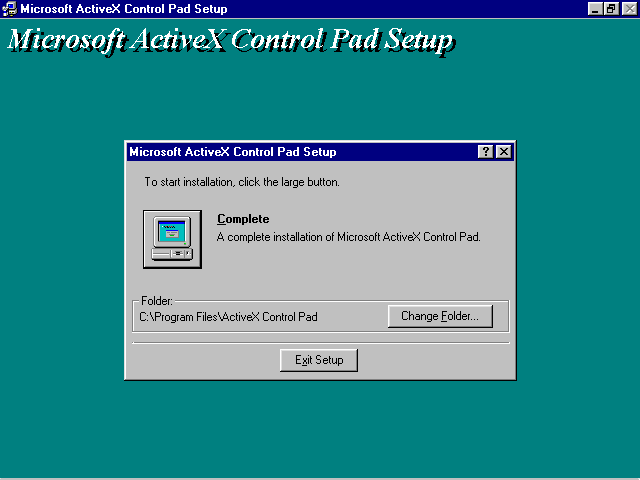 Microsoft ActiveX Control Pad Setup
Microsoft ActiveX Control Pad Setup
Microsoft ActiveX Control Pad Setup
To start installation, click the large button.
Complete
A complete installation of Microsoft ActiveX Control Pad.
Folder:
C:\Program Files\ActiveX Control Pad
Change Folder...
Exit Setup